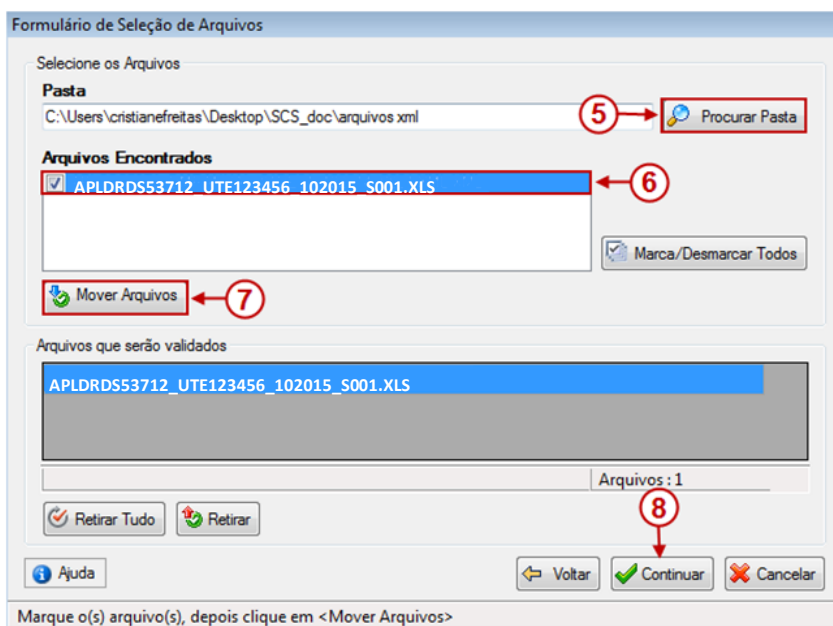 Formulário de Seleção de Arquivos
Selecione os Arquivos
Pasta
C:\Users\cristianefreitas\Desktop\SCS_doc\arquivos xml
5
Procurar Pasta
Arquivos Encontrados
APLDRDS53712_UTE123456_102015_S001.XLS
6
Marca/Desmarcar Todos
Mover Arquivos
7
Arquivos que serão validados
APLDRDS53712_UTE123456_102015_S001.XLS
Arquivos : 1
8
Retirar Tudo
Retirar
Ajuda
Voltar
Continuar
Cancelar
Marque o(s) arquivo(s), depois clique em <Mover Arquivos>